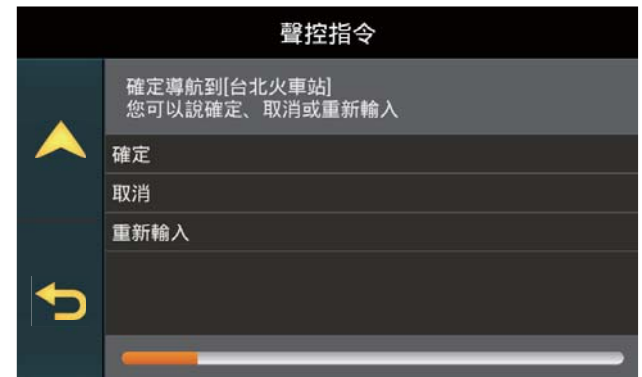 聲控指令
確定導航到[台北火車站]
您可以說確定、取消或重新輸入
確定
取消
重新輸入